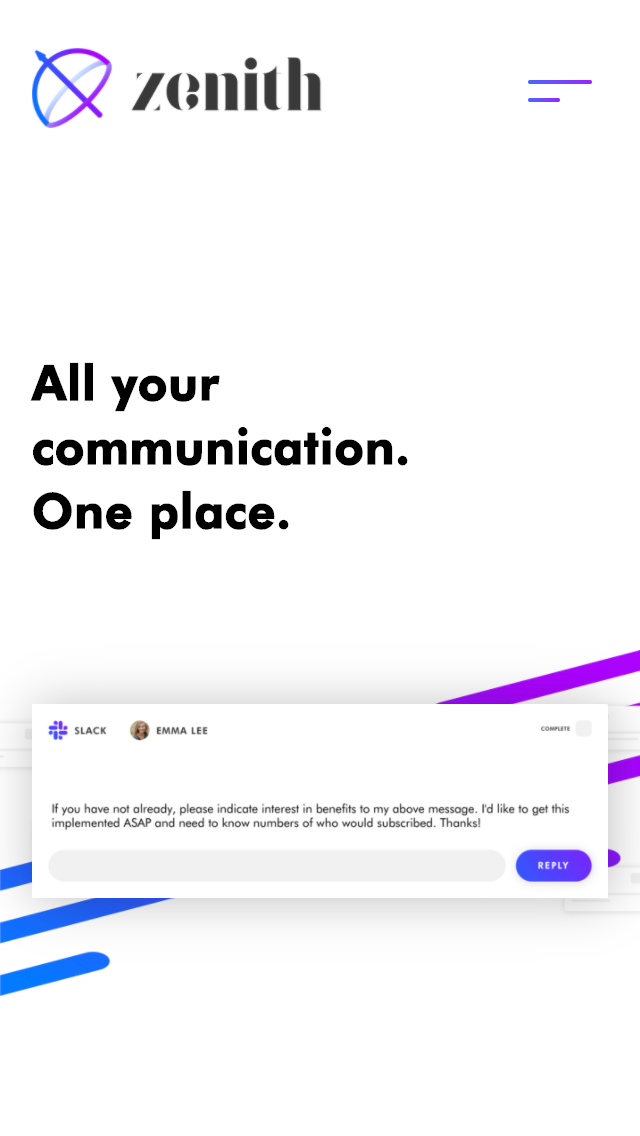 zenith
All your
communication.
One place.
SLACK EMMA LEE COMPLETE
If you have not already, please indicate interest in benefits to my above message. I'd like to get this
implemented ASAP and need to know numbers of who would subscribed. Thanks!
REPLY